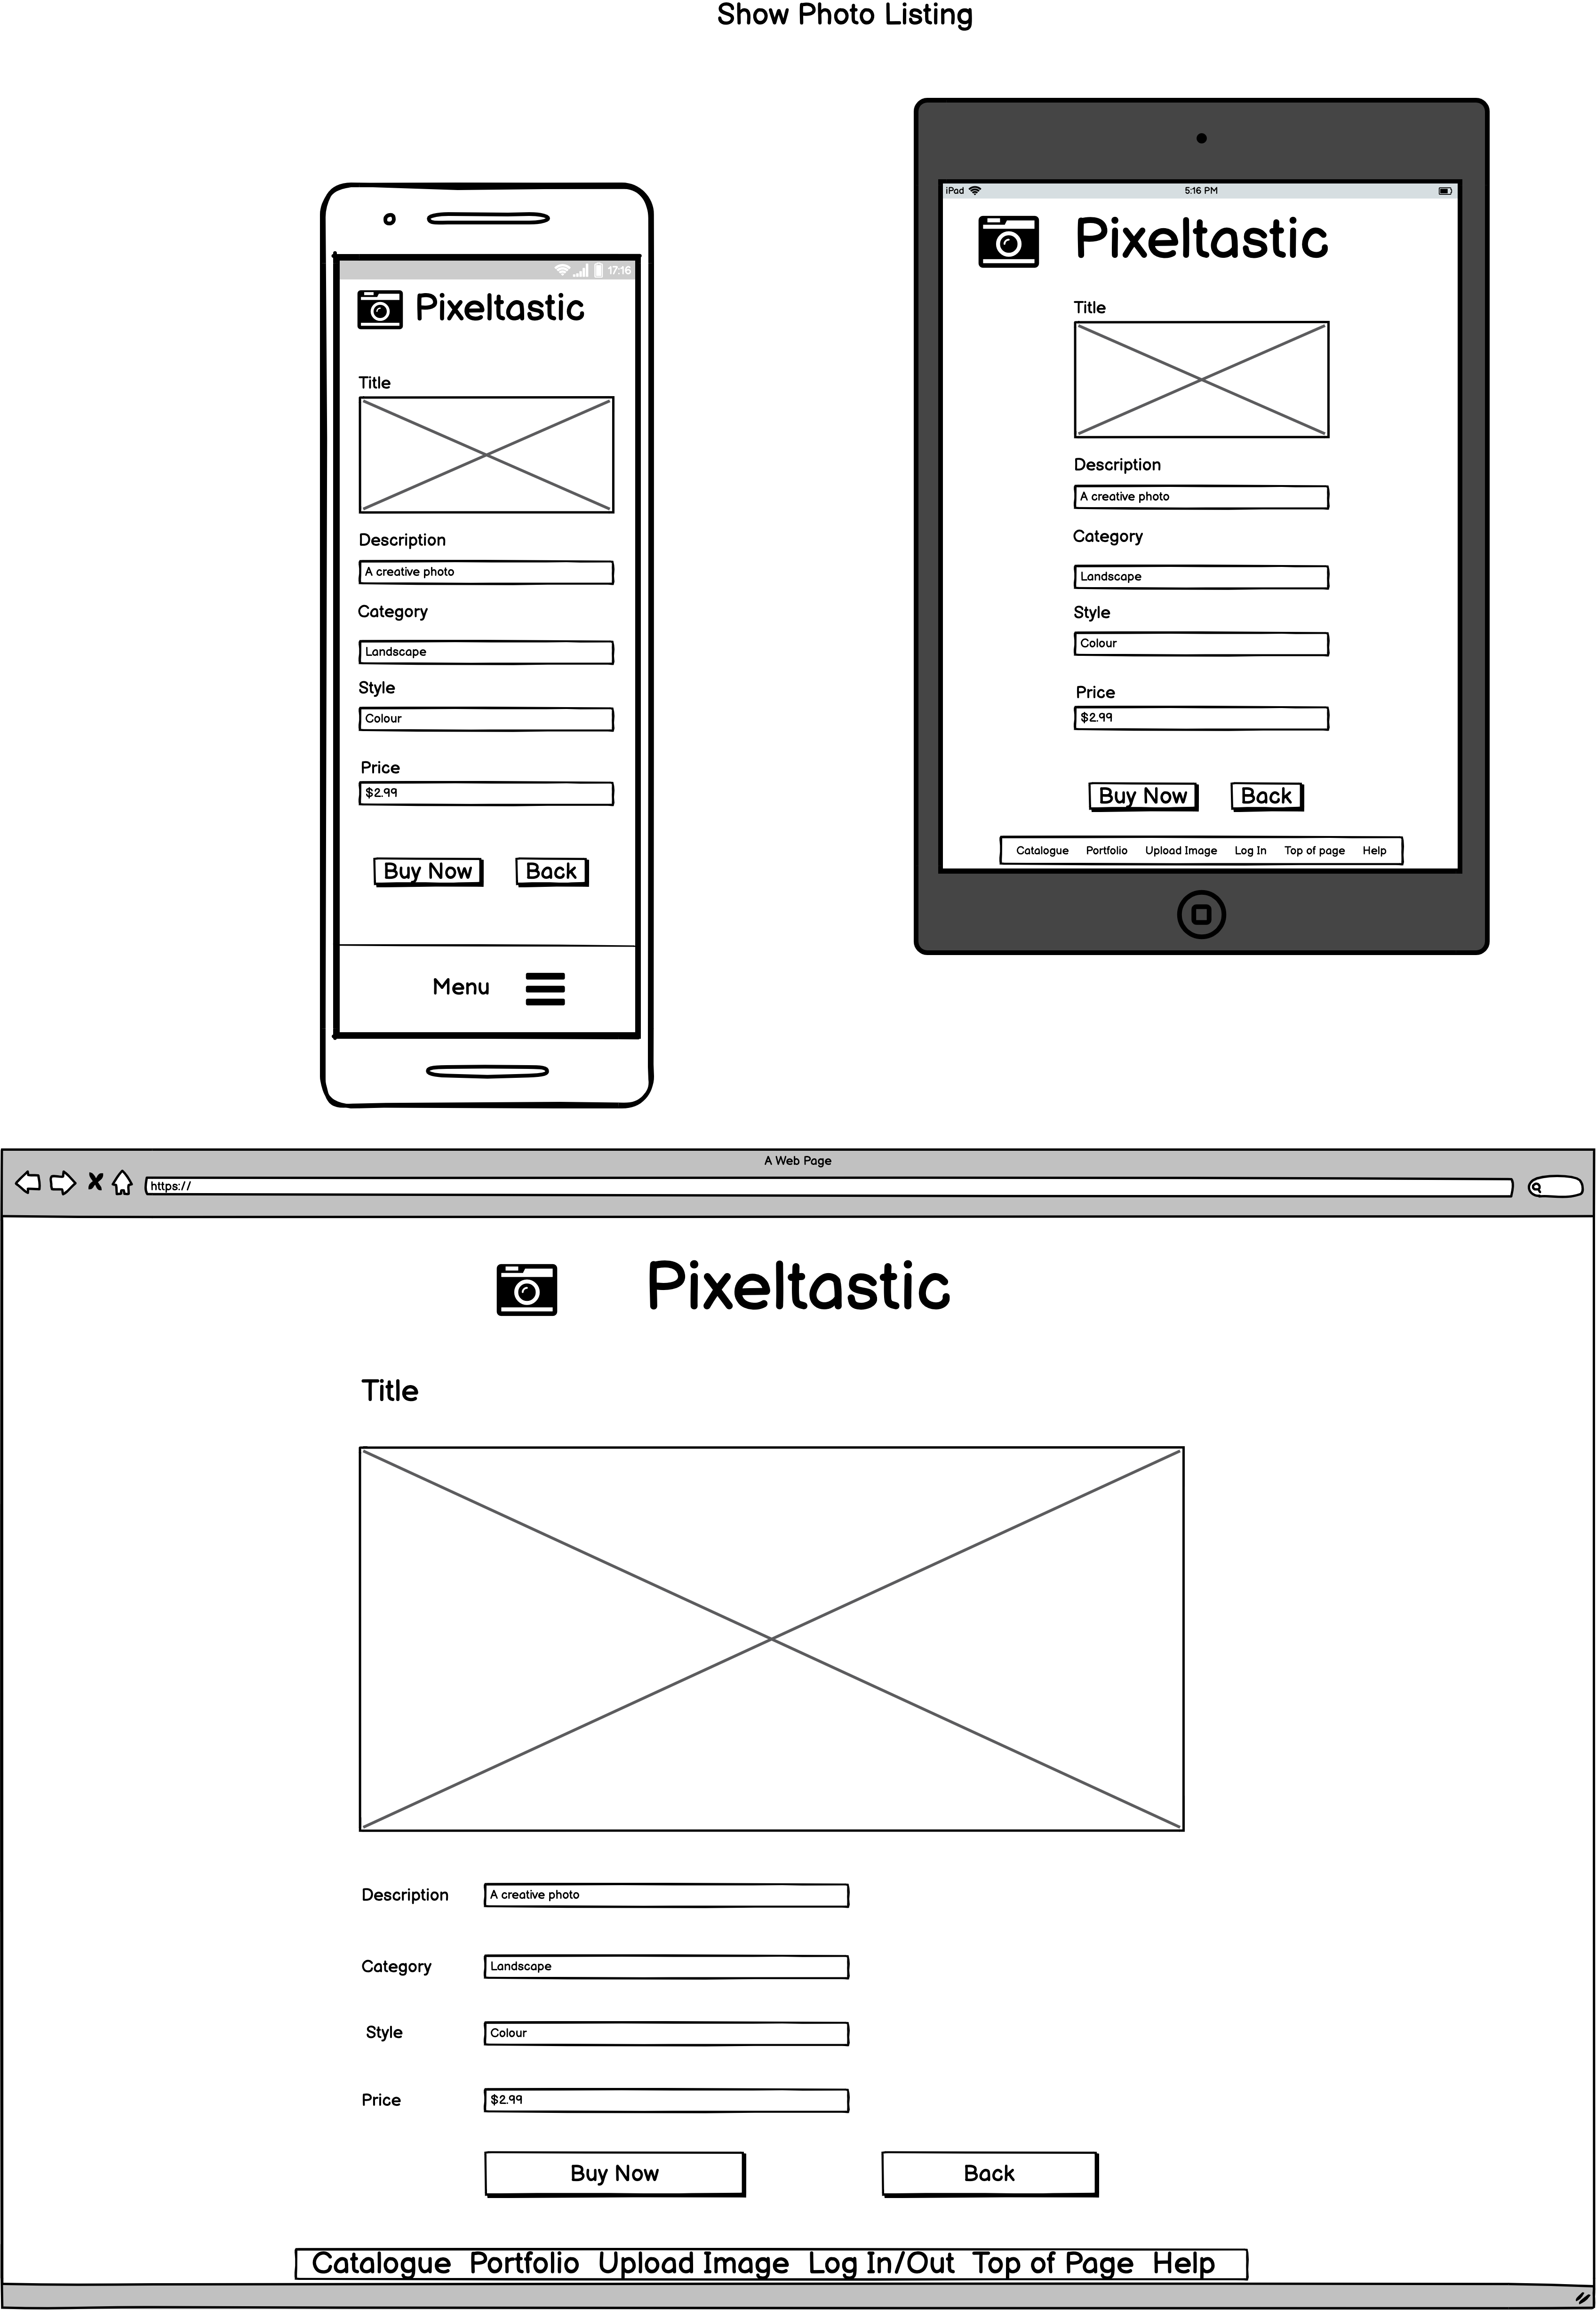 Show Photo Listing
17:16
Pixeltastic
Title
Description
A creative photo
Category
Landscape
Style
Colour
Price
$2.99
Buy Now Back
Menu
iPad 5:16 PM
Pixeltastic
Title
Description
A creative photo
Category
Landscape
Style
Colour
Price
$2.99
Buy Now Back
Catalogue Portfolio Upload Image Log In Top of page Help
A Web Page
https://
Pixeltastic
Title
Description A creative photo
Category Landscape
Style Colour
Price $2.99
Buy Now Back
Catalogue Portfolio Upload Image Log In/Out Top of Page Help